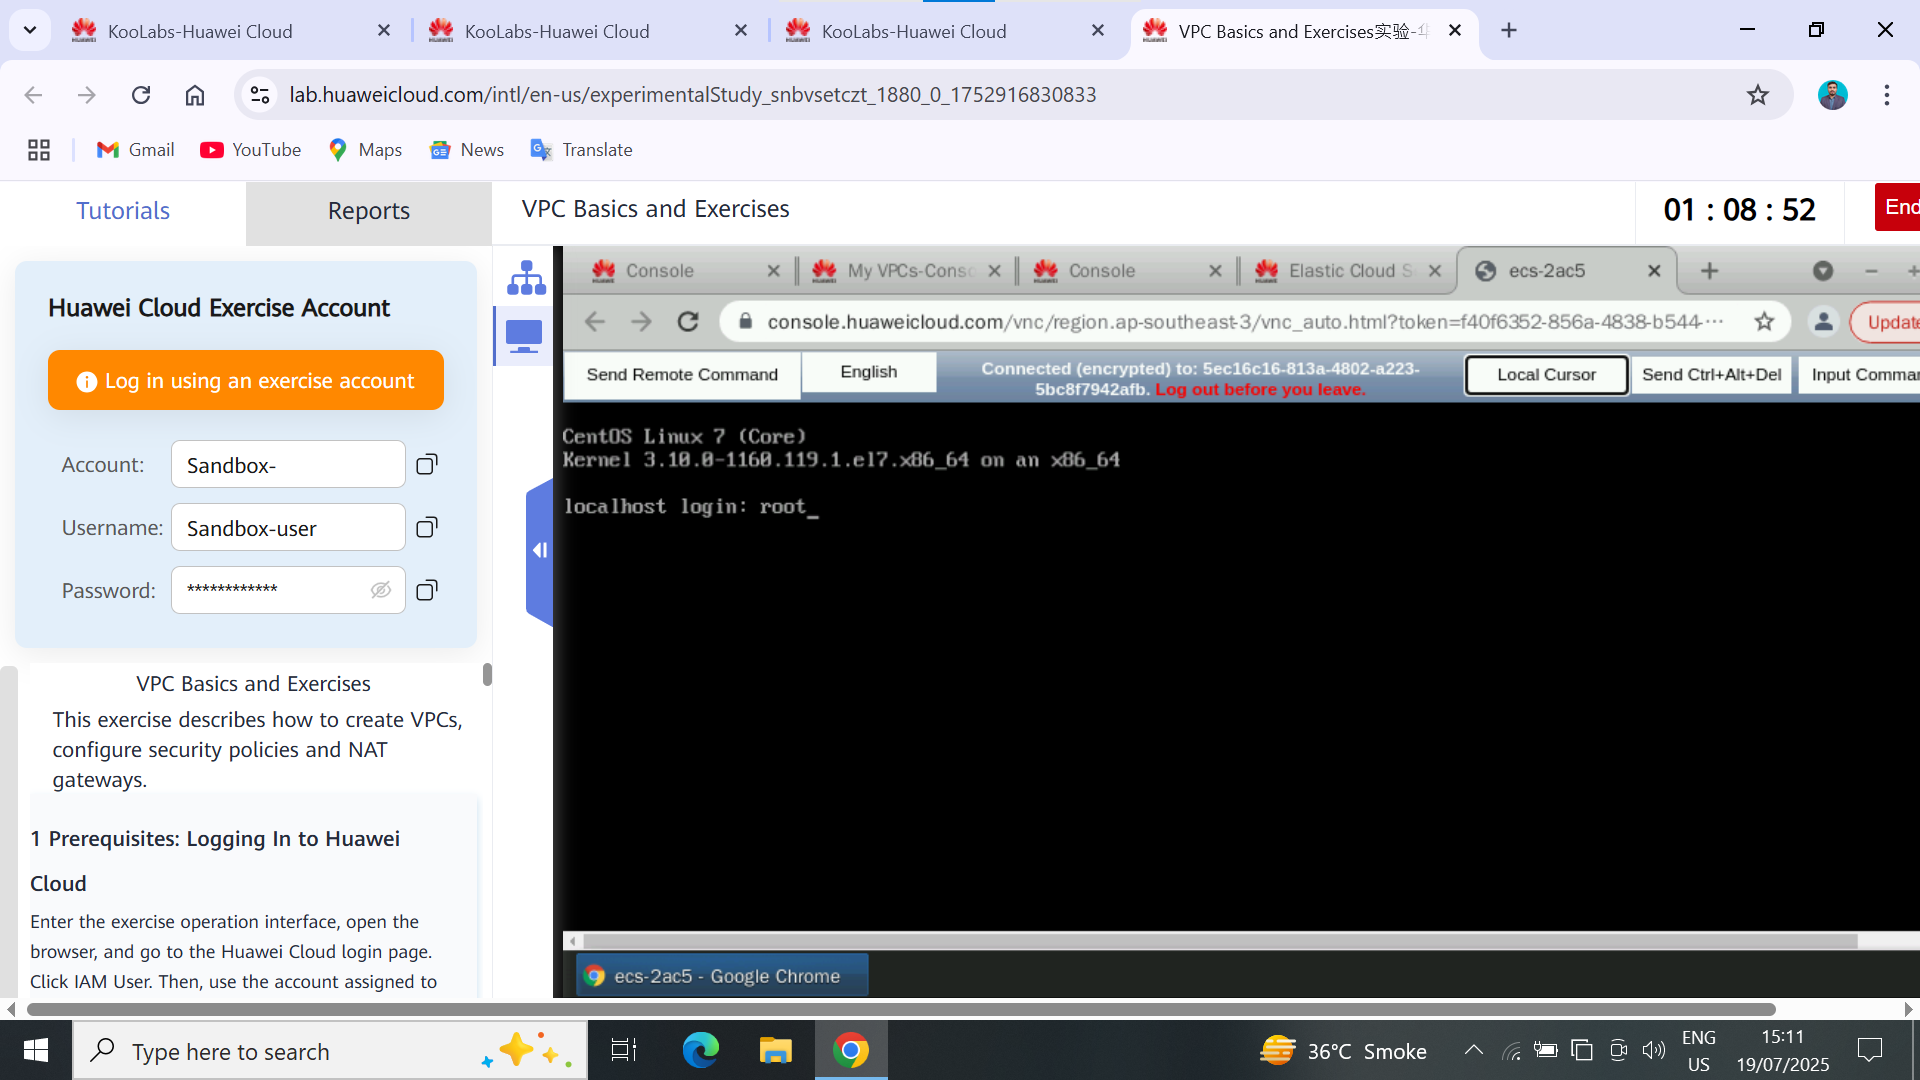 KooLabs-Huawei Cloud
KooLabs-Huawei Cloud
KooLabs-Huawei Cloud
VPC Basics and Exercises实验-
lab.huaweicloud.com/intl/en-us/experimentalStudy_snbvsetczt_1880_0_1752916830833
Gmail
YouTube
Maps
News
Translate
Tutorials
Reports
VPC Basics and Exercises
01 : 08 : 52
End
Huawei Cloud Exercise Account
Log in using an exercise account
Account:
Sandbox-
Username:
Sandbox-user
Password:
************
VPC Basics and Exercises
This exercise describes how to create VPCs,
configure security policies and NAT
gateways.
1 Prerequisites: Logging In to Huawei
Cloud
Enter the exercise operation interface, open the
browser, and go to the Huawei Cloud login page.
Click IAM User. Then, use the account assigned to
Console
My VPCs-Conso
Console
Elastic Cloud S
ecs-2ac5
console.huaweicloud.com/vnc/region.ap-southeast-3/vnc_auto.html?token=f40f6352-856a-4838-b544-···
Update
Send Remote Command
English
Connected (encrypted) to: 5ec16c16-813a-4802-a223-
5bc8f7942afb. Log out before you leave.
Local Cursor
Send Ctrl+Alt+Del
Input Comman
CentOS Linux 7 (Core)
Kernel 3.10.0-1160.119.1.el7.x86_64 on an x86_64
localhost login: root_
ecs-2ac5 - Google Chrome
Type here to search
36°C Smoke
ENG
US
15:11
19/07/2025